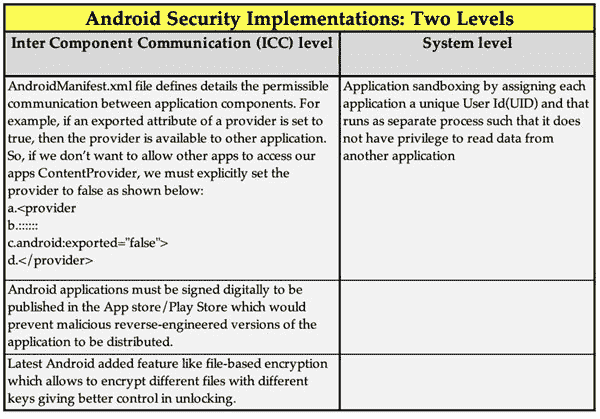 Android Security Implementations: Two Levels
Inter Component Communication (ICC) level
System level
AndroidManifest.xml file defines details the permissible
communication between application components. For
example, if an exported attribute of a provider is set to
true, then the provider is available to other application.
So, if we don't want to allow other apps to access our
apps ContentProvider, we must explicitly set the
provider to false as shown below:
a.<provider
b.::::::
c.android:exported="false">
d.</provider>
Application sandboxing by assigning each
application a unique User Id(UID) and that
runs as separate process such that it does
not have privilege to read data from
another application
Android applications must be signed digitally to be
published in the App store/Play Store which would
prevent malicious reverse-engineered versions of the
application to be distributed.
Latest Android added feature like file-based encryption
which allows to encrypt different files with different
keys giving better control in unlocking.